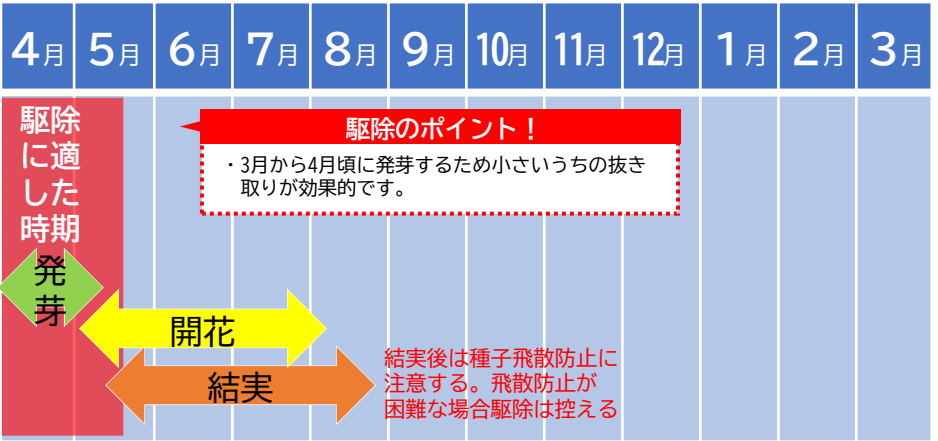 4月 5月 6月 7月 8月 9月 10月 11月 12月 1月 2月 3月
駆除
に適
した
時期
駆除のポイント！
・3月から4月頃に発芽するため小さいうちの抜き
取りが効果的です。
発
芽
開花
結実
結実後は種子飛散防止に
注意する。飛散防止が
困難な場合駆除は控える